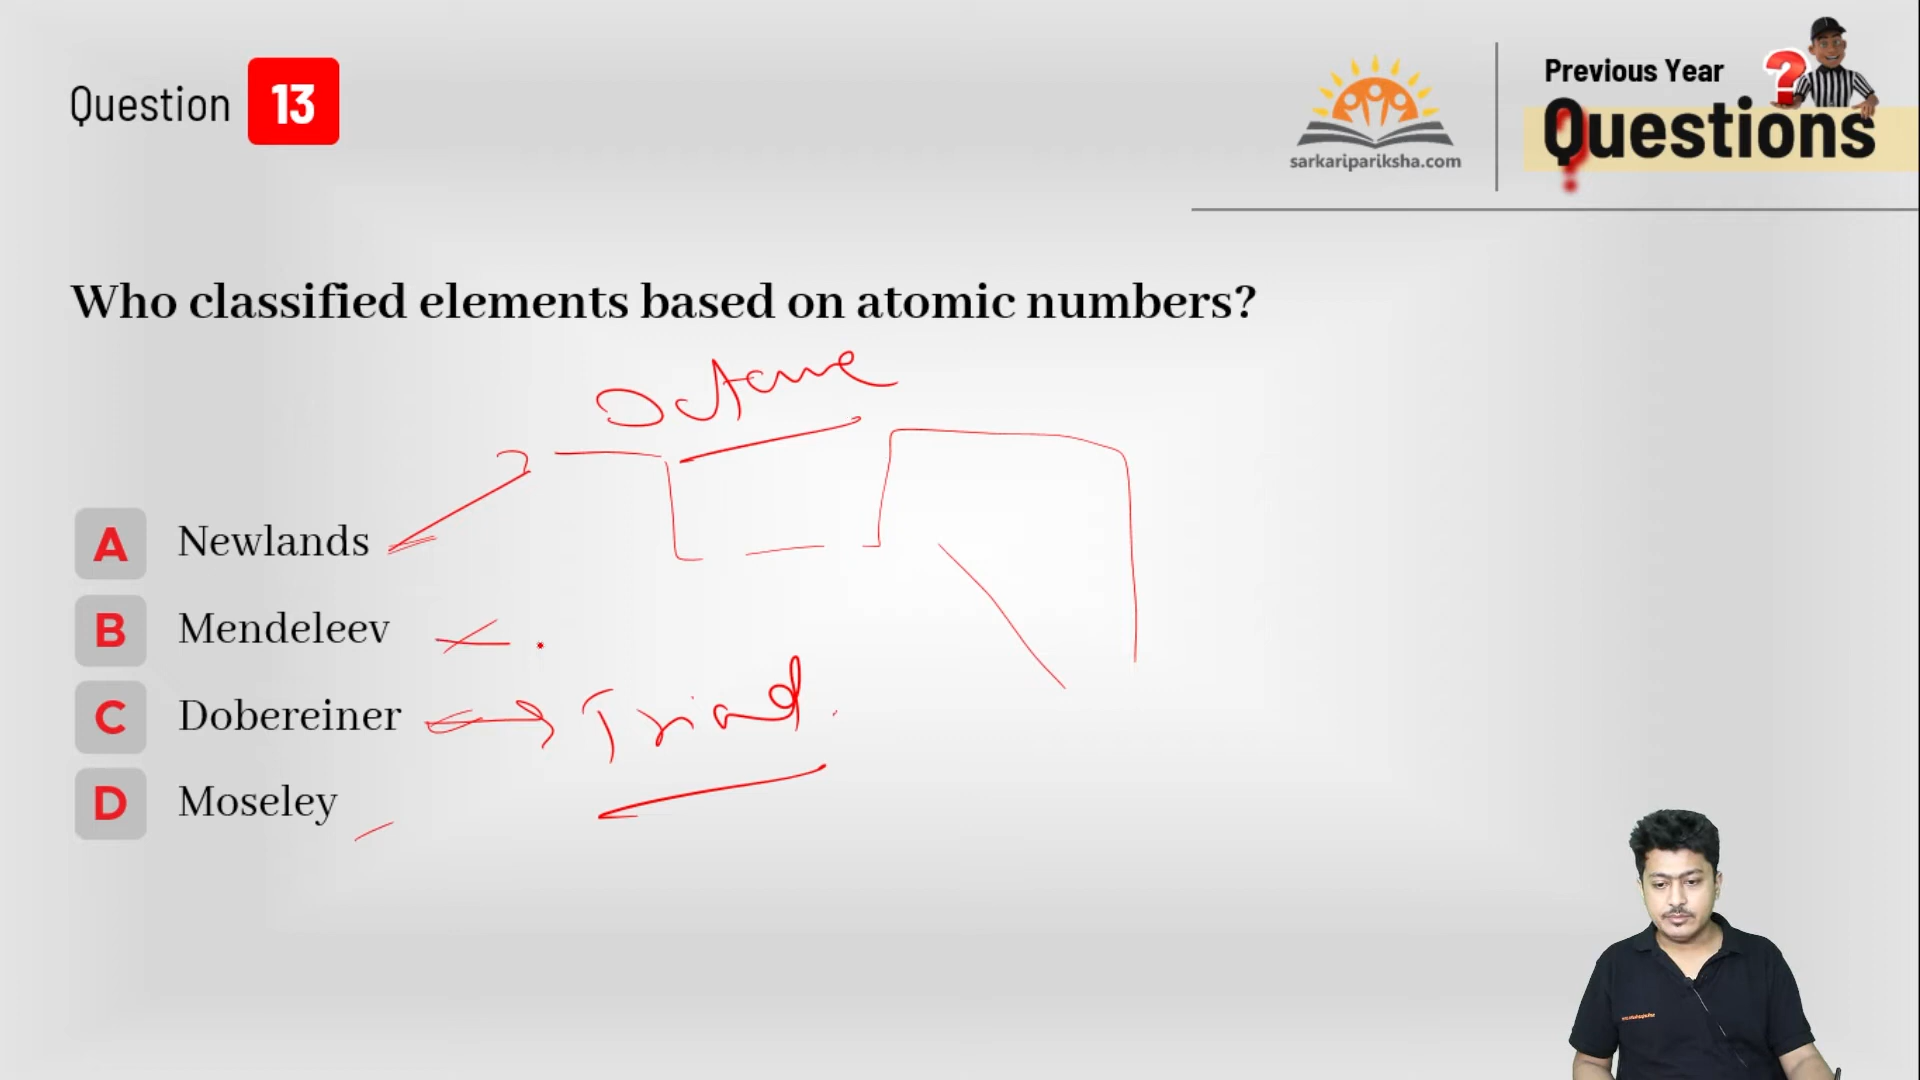 Question 13
sarkaripariksha.com
Previous Year
Questions
Who classified elements based on atomic numbers?
Octave
A Newlands
B Mendeleev
C Dobereiner
Triad
D Moseley